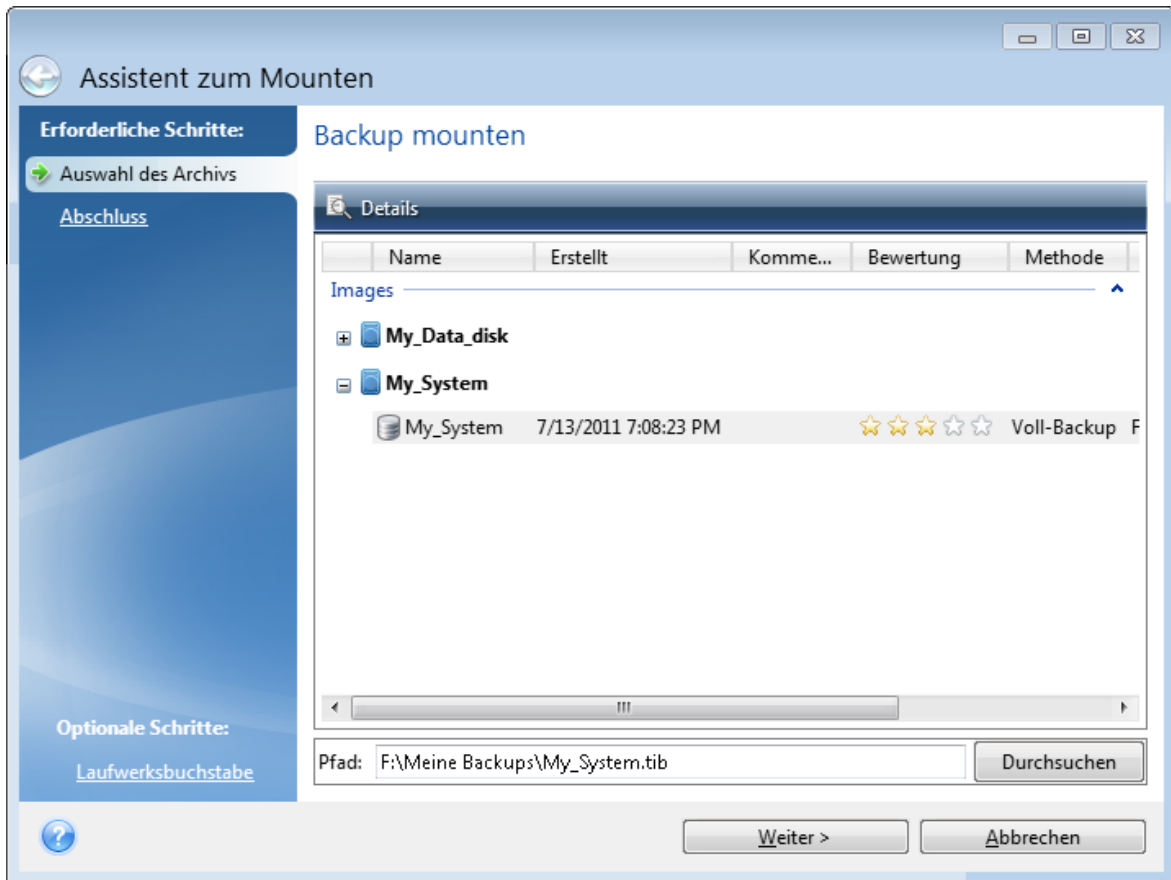 Assistent zum Mounten
Erforderliche Schritte:
Auswahl des Archivs
Abschluss
Optionale Schritte:
Laufwerksbuchstabe
Backup mounten
Details
Name Erstellt Komme... Bewertung Methode
Images
My_Data_disk
My_System
My_System 7/13/2011 7:08:23 PM Voll-Backup F
Pfad: F:\Meine Backups\My_System.tib Durchsuchen
? Weiter > Abbrechen